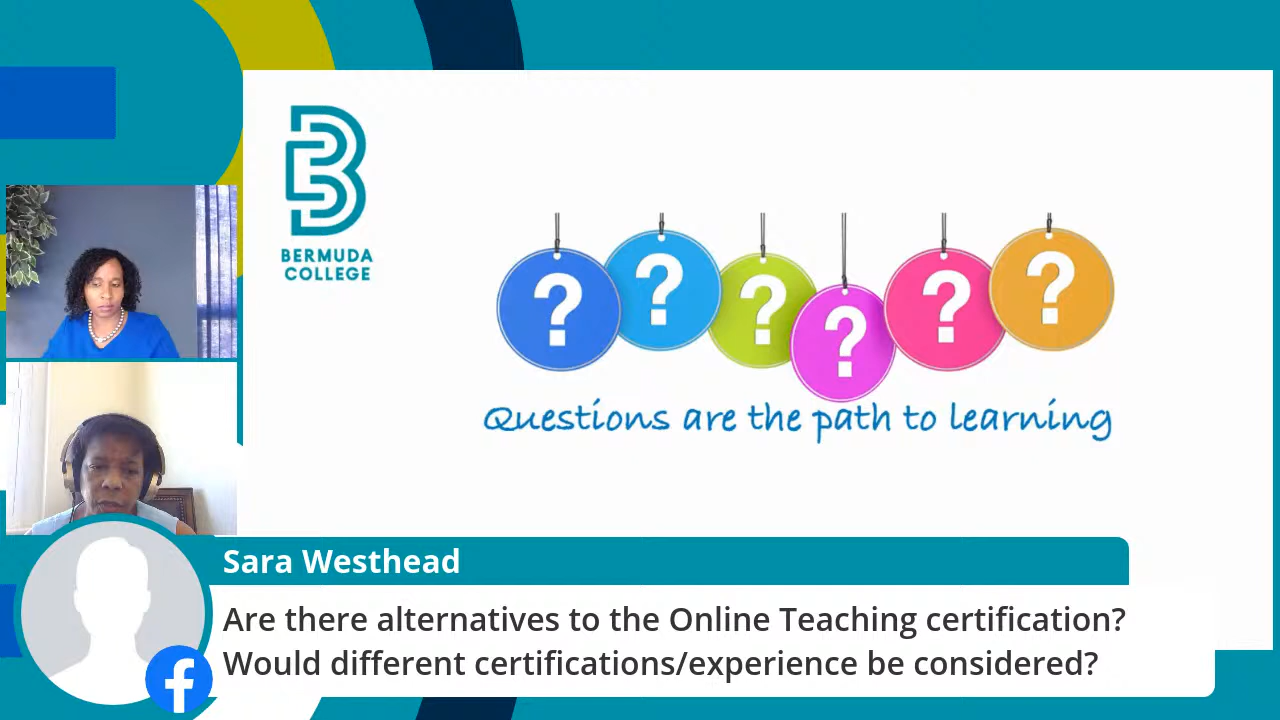 BERMUDA
COLLEGE
? ? ? ? ? ?
Questions are the path to learning
Sara Westhead
Are there alternatives to the Online Teaching certification?
Would different certifications/experience be considered?